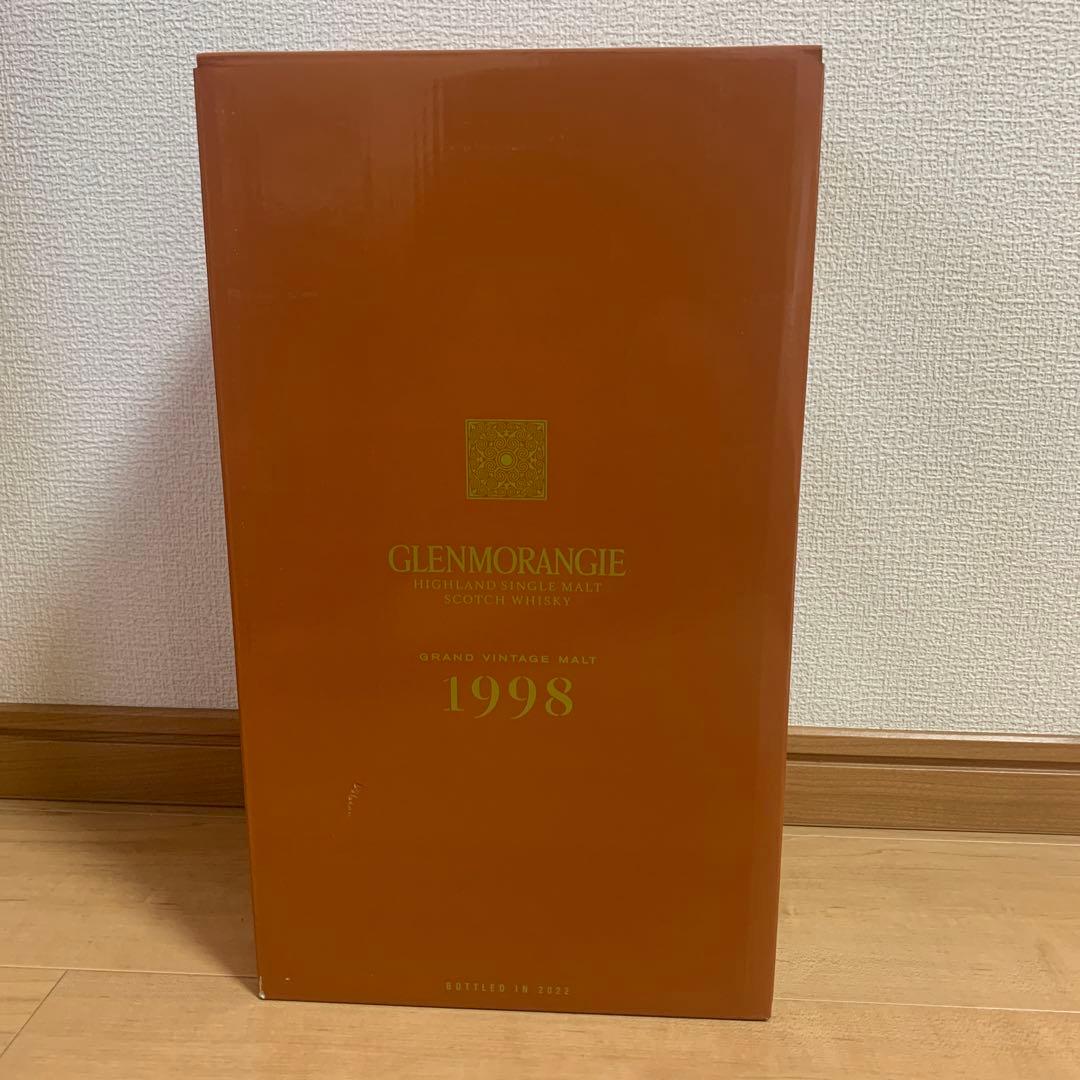 GLENMORANGIE
HIGHLAND SINGLE MALT
SCOTCH WHISKY
GRAND VINTAGE MALT
1998
BOTTLED IN 2022